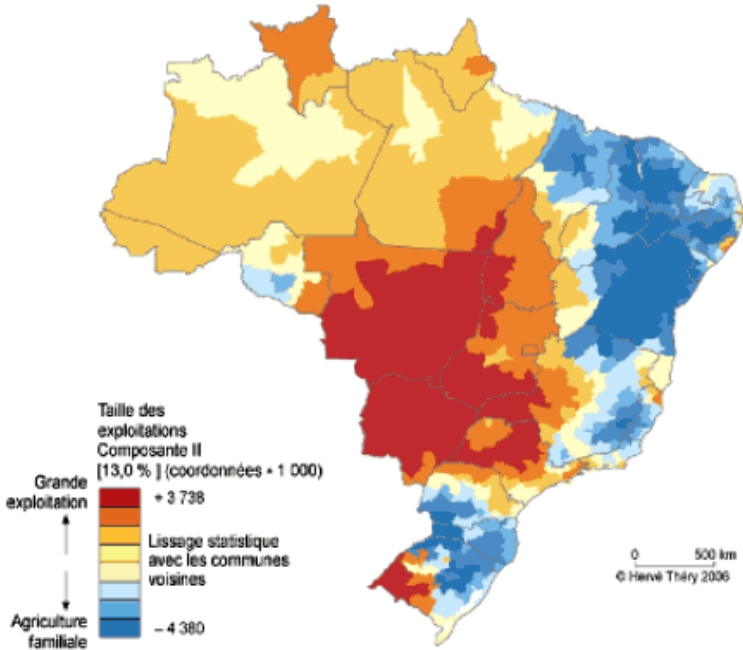 Taille des
exploitations
Composante II
[13,0 % ] (coordonnées * 1 000)
Grande
exploitation
+ 3 738
Lissage statistique
avec les communes
voisines
Agriculture
familiale
– 4 380
0 500 km
© Hervé Théry 2006